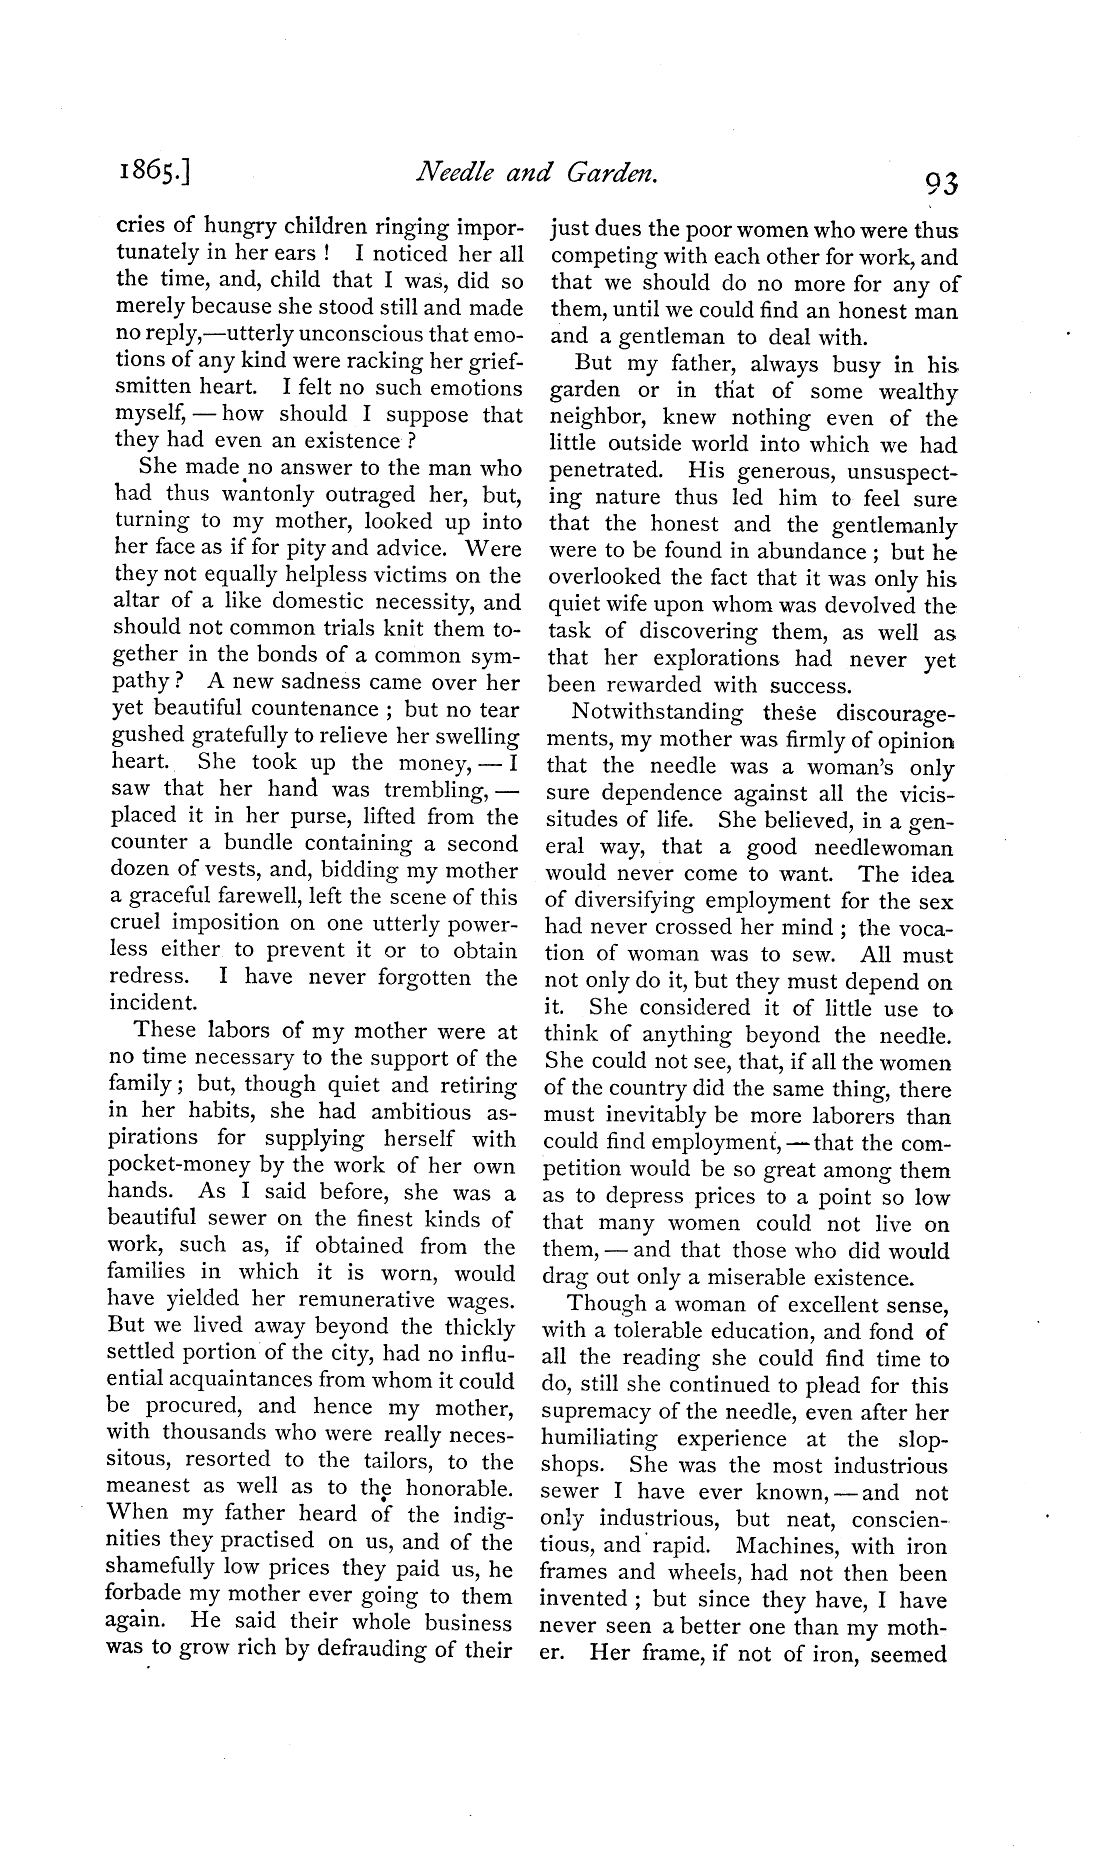 1865.] Needle and Garden. 93
cries of hungry children ringing impor-
tunately in her ears ! I noticed her all
the time, and, child that I was, did so
merely because she stood still and made
no reply,—utterly unconscious that emo-
tions of any kind were racking her grief-
smitten heart. I felt no such emotions
myself, — how should I suppose that
they had even an existence ?
She made no answer to the man who
had thus wantonly outraged her, but,
turning to my mother, looked up into
her face as if for pity and advice. Were
they not equally helpless victims on the
altar of a like domestic necessity, and
should not common trials knit them to-
gether in the bonds of a common sym-
pathy ? A new sadness came over her
yet beautiful countenance ; but no tear
gushed gratefully to relieve her swelling
heart. She took up the money, — I
saw that her hand was trembling, —
placed it in her purse, lifted from the
counter a bundle containing a second
dozen of vests, and, bidding my mother
a graceful farewell, left the scene of this
cruel imposition on one utterly power-
less either to prevent it or to obtain
redress. I have never forgotten the
incident.
These labors of my mother were at
no time necessary to the support of the
family ; but, though quiet and retiring
in her habits, she had ambitious as-
pirations for supplying herself with
pocket-money by the work of her own
hands. As I said before, she was a
beautiful sewer on the finest kinds of
work, such as, if obtained from the
families in which it is worn, would
have yielded her remunerative wages.
But we lived away beyond the thickly
settled portion of the city, had no influ-
ential acquaintances from whom it could
be procured, and hence my mother,
with thousands who were really neces-
sitous, resorted to the tailors, to the
meanest as well as to the honorable.
When my father heard of the indig-
nities they practised on us, and of the
shamefully low prices they paid us, he
forbade my mother ever going to them
again. He said their whole business
was to grow rich by defrauding of their
just dues the poor women who were thus
competing with each other for work, and
that we should do no more for any of
them, until we could find an honest man
and a gentleman to deal with.
But my father, always busy in his
garden or in that of some wealthy
neighbor, knew nothing even of the
little outside world into which we had
penetrated. His generous, unsuspect-
ing nature thus led him to feel sure
that the honest and the gentlemanly
were to be found in abundance ; but he
overlooked the fact that it was only his
quiet wife upon whom was devolved the
task of discovering them, as well as
that her explorations had never yet
been rewarded with success.
Notwithstanding these discourage-
ments, my mother was firmly of opinion
that the needle was a woman's only
sure dependence against all the vicis-
situdes of life. She believed, in a gen-
eral way, that a good needlewoman
would never come to want. The idea
of diversifying employment for the sex
had never crossed her mind ; the voca-
tion of woman was to sew. All must
not only do it, but they must depend on
it. She considered it of little use to
think of anything beyond the needle.
She could not see, that, if all the women
of the country did the same thing, there
must inevitably be more laborers than
could find employment, — that the com-
petition would be so great among them
as to depress prices to a point so low
that many women could not live on
them, — and that those who did would
drag out only a miserable existence.
Though a woman of excellent sense,
with a tolerable education, and fond of
all the reading she could find time to
do, still she continued to plead for this
supremacy of the needle, even after her
humiliating experience at the slop-
shops. She was the most industrious
sewer I have ever known, — and not
only industrious, but neat, conscien-
tious, and rapid. Machines, with iron
frames and wheels, had not then been
invented ; but since they have, I have
never seen a better one than my moth-
er. Her frame, if not of iron, seemed